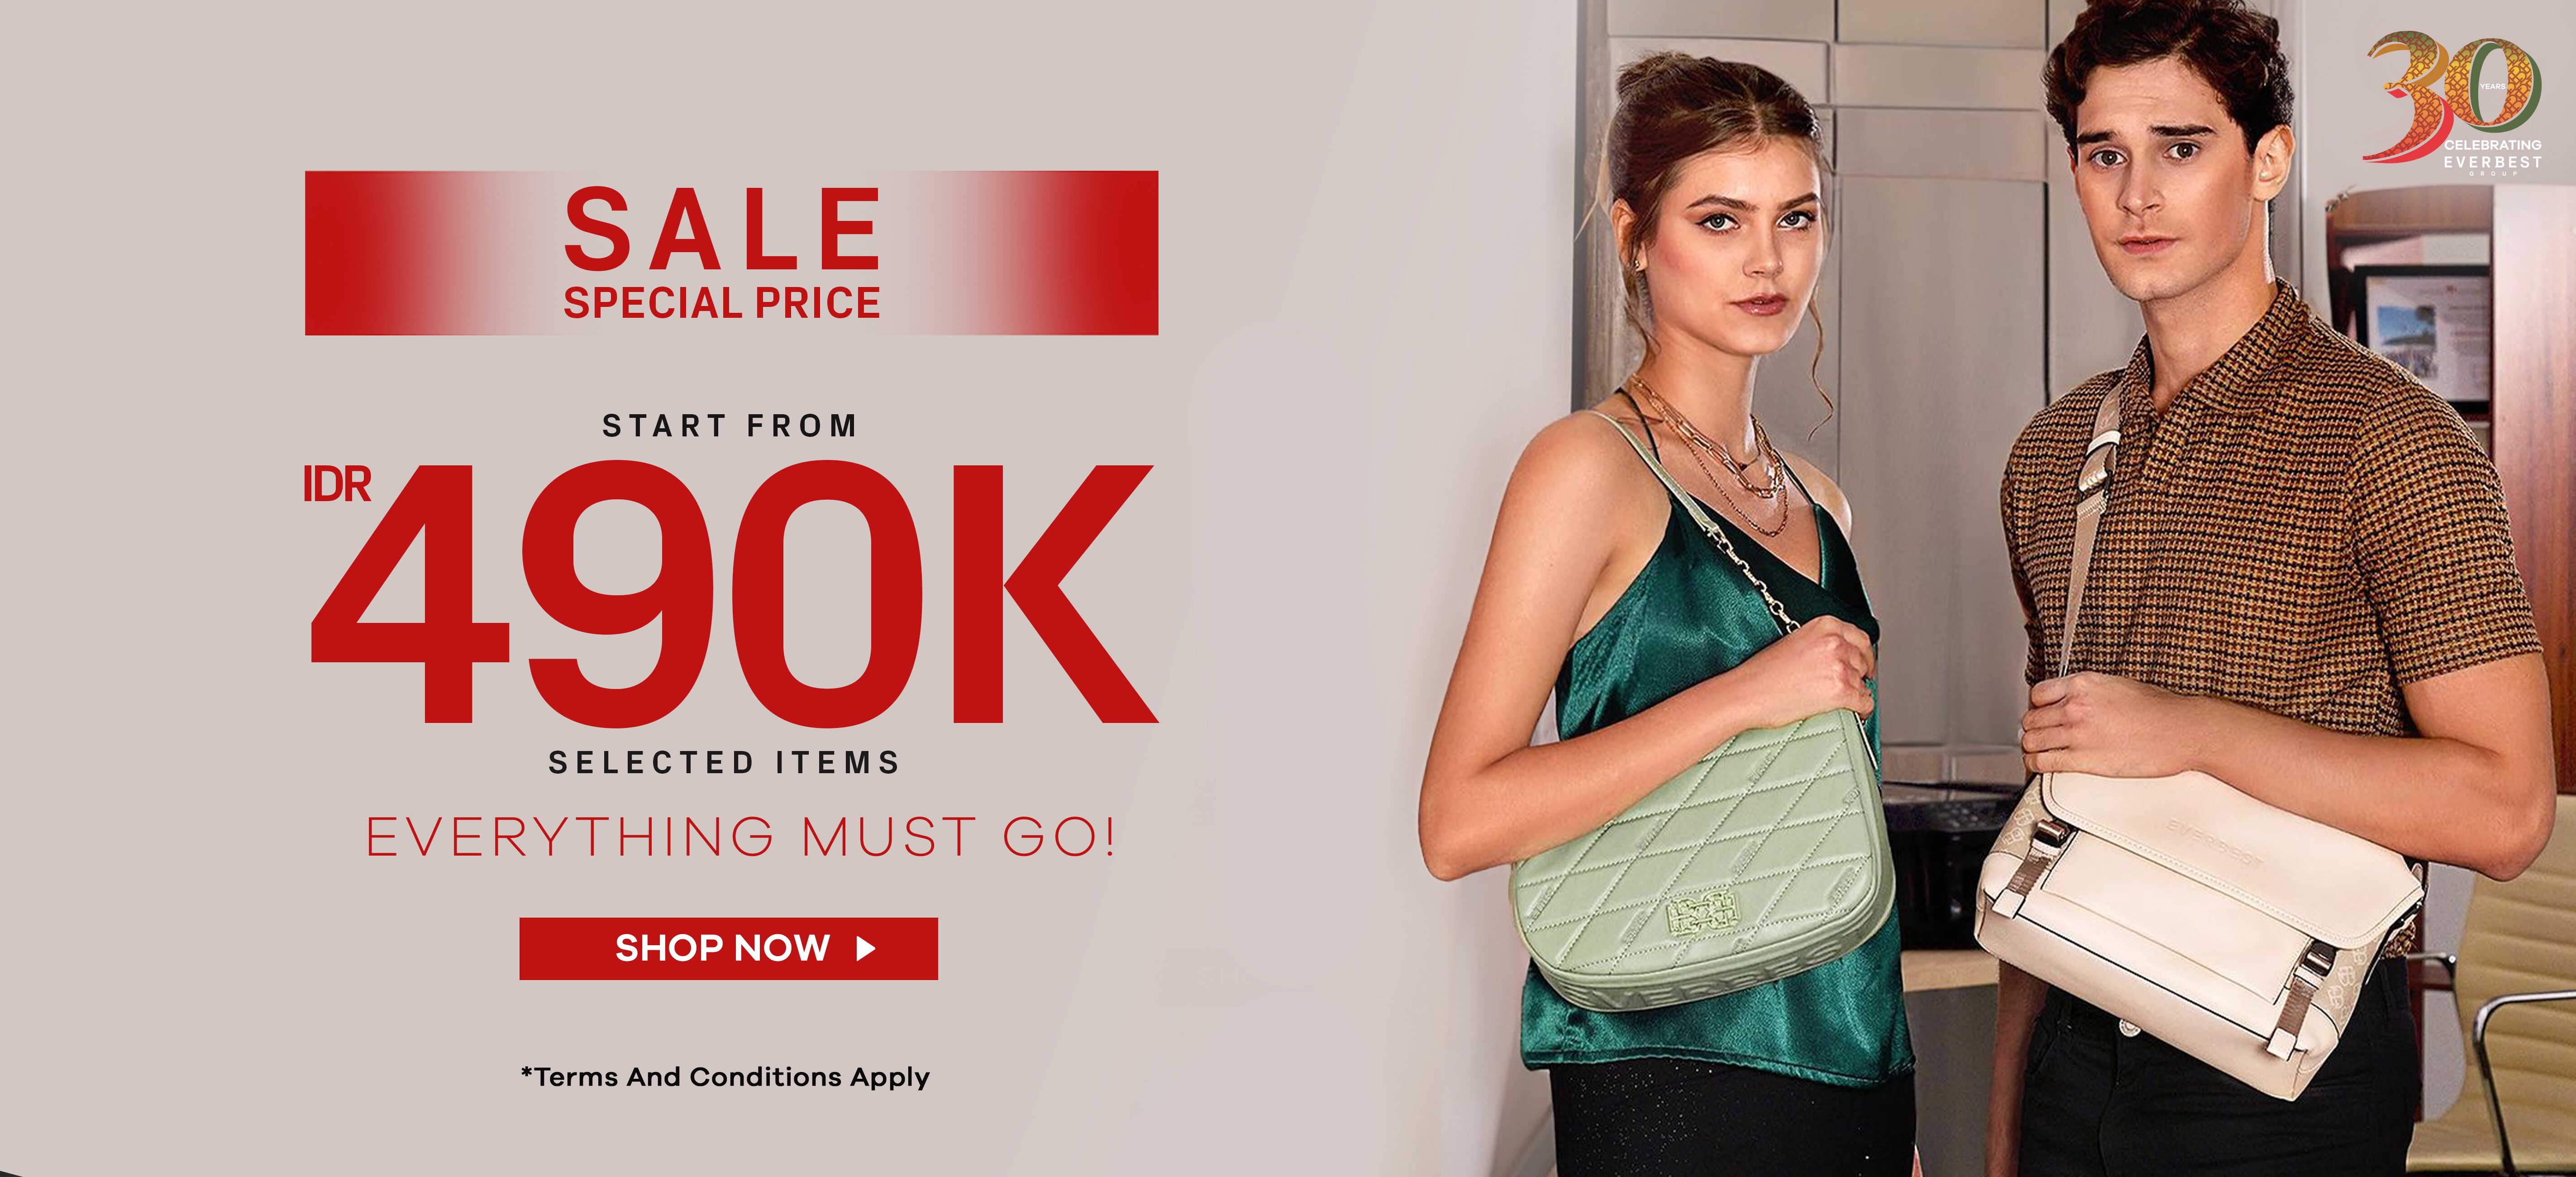 SALE
SPECIAL PRICE
START FROM
IDR 490K
SELECTED ITEMS
EVERYTHING MUST GO!
SHOP NOW
*Terms And Conditions Apply
30
YEARS
CELEBRATING
EVERBEST
GROUP
EVERBEST